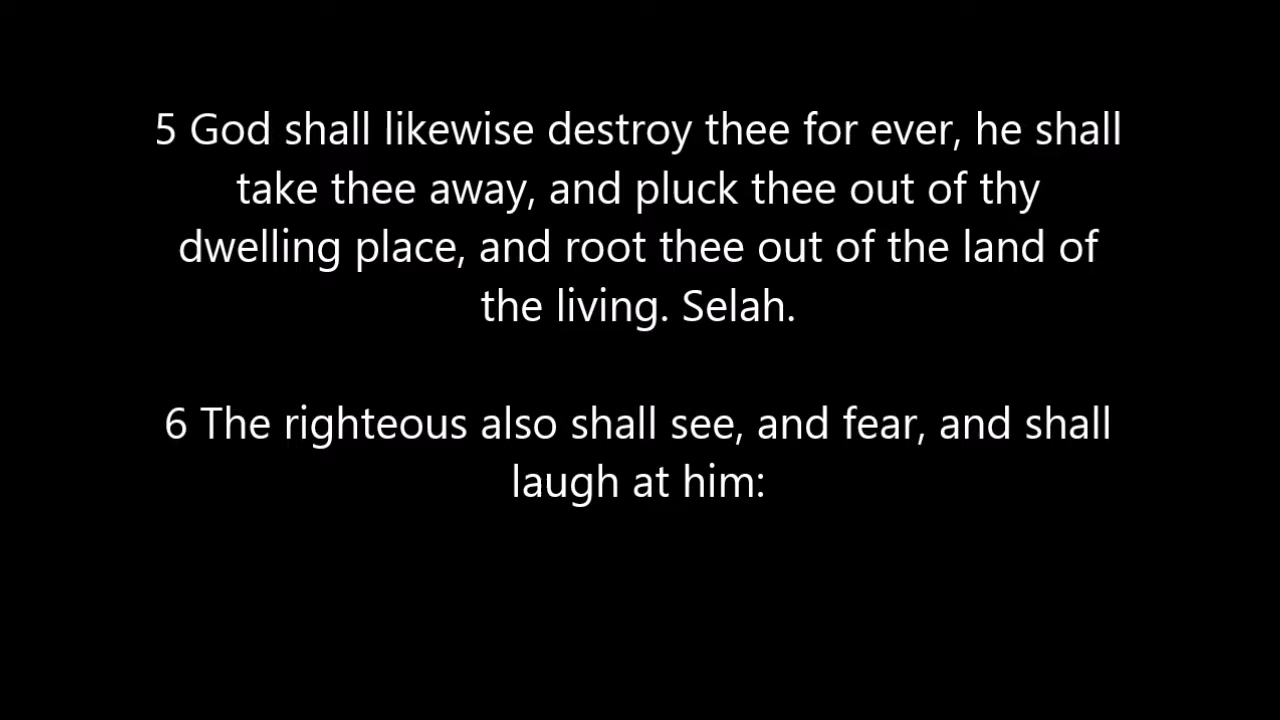 5 God shall likewise destroy thee for ever, he shall
take thee away, and pluck thee out of thy
dwelling place, and root thee out of the land of
the living. Selah.
6 The righteous also shall see, and fear, and shall
laugh at him: